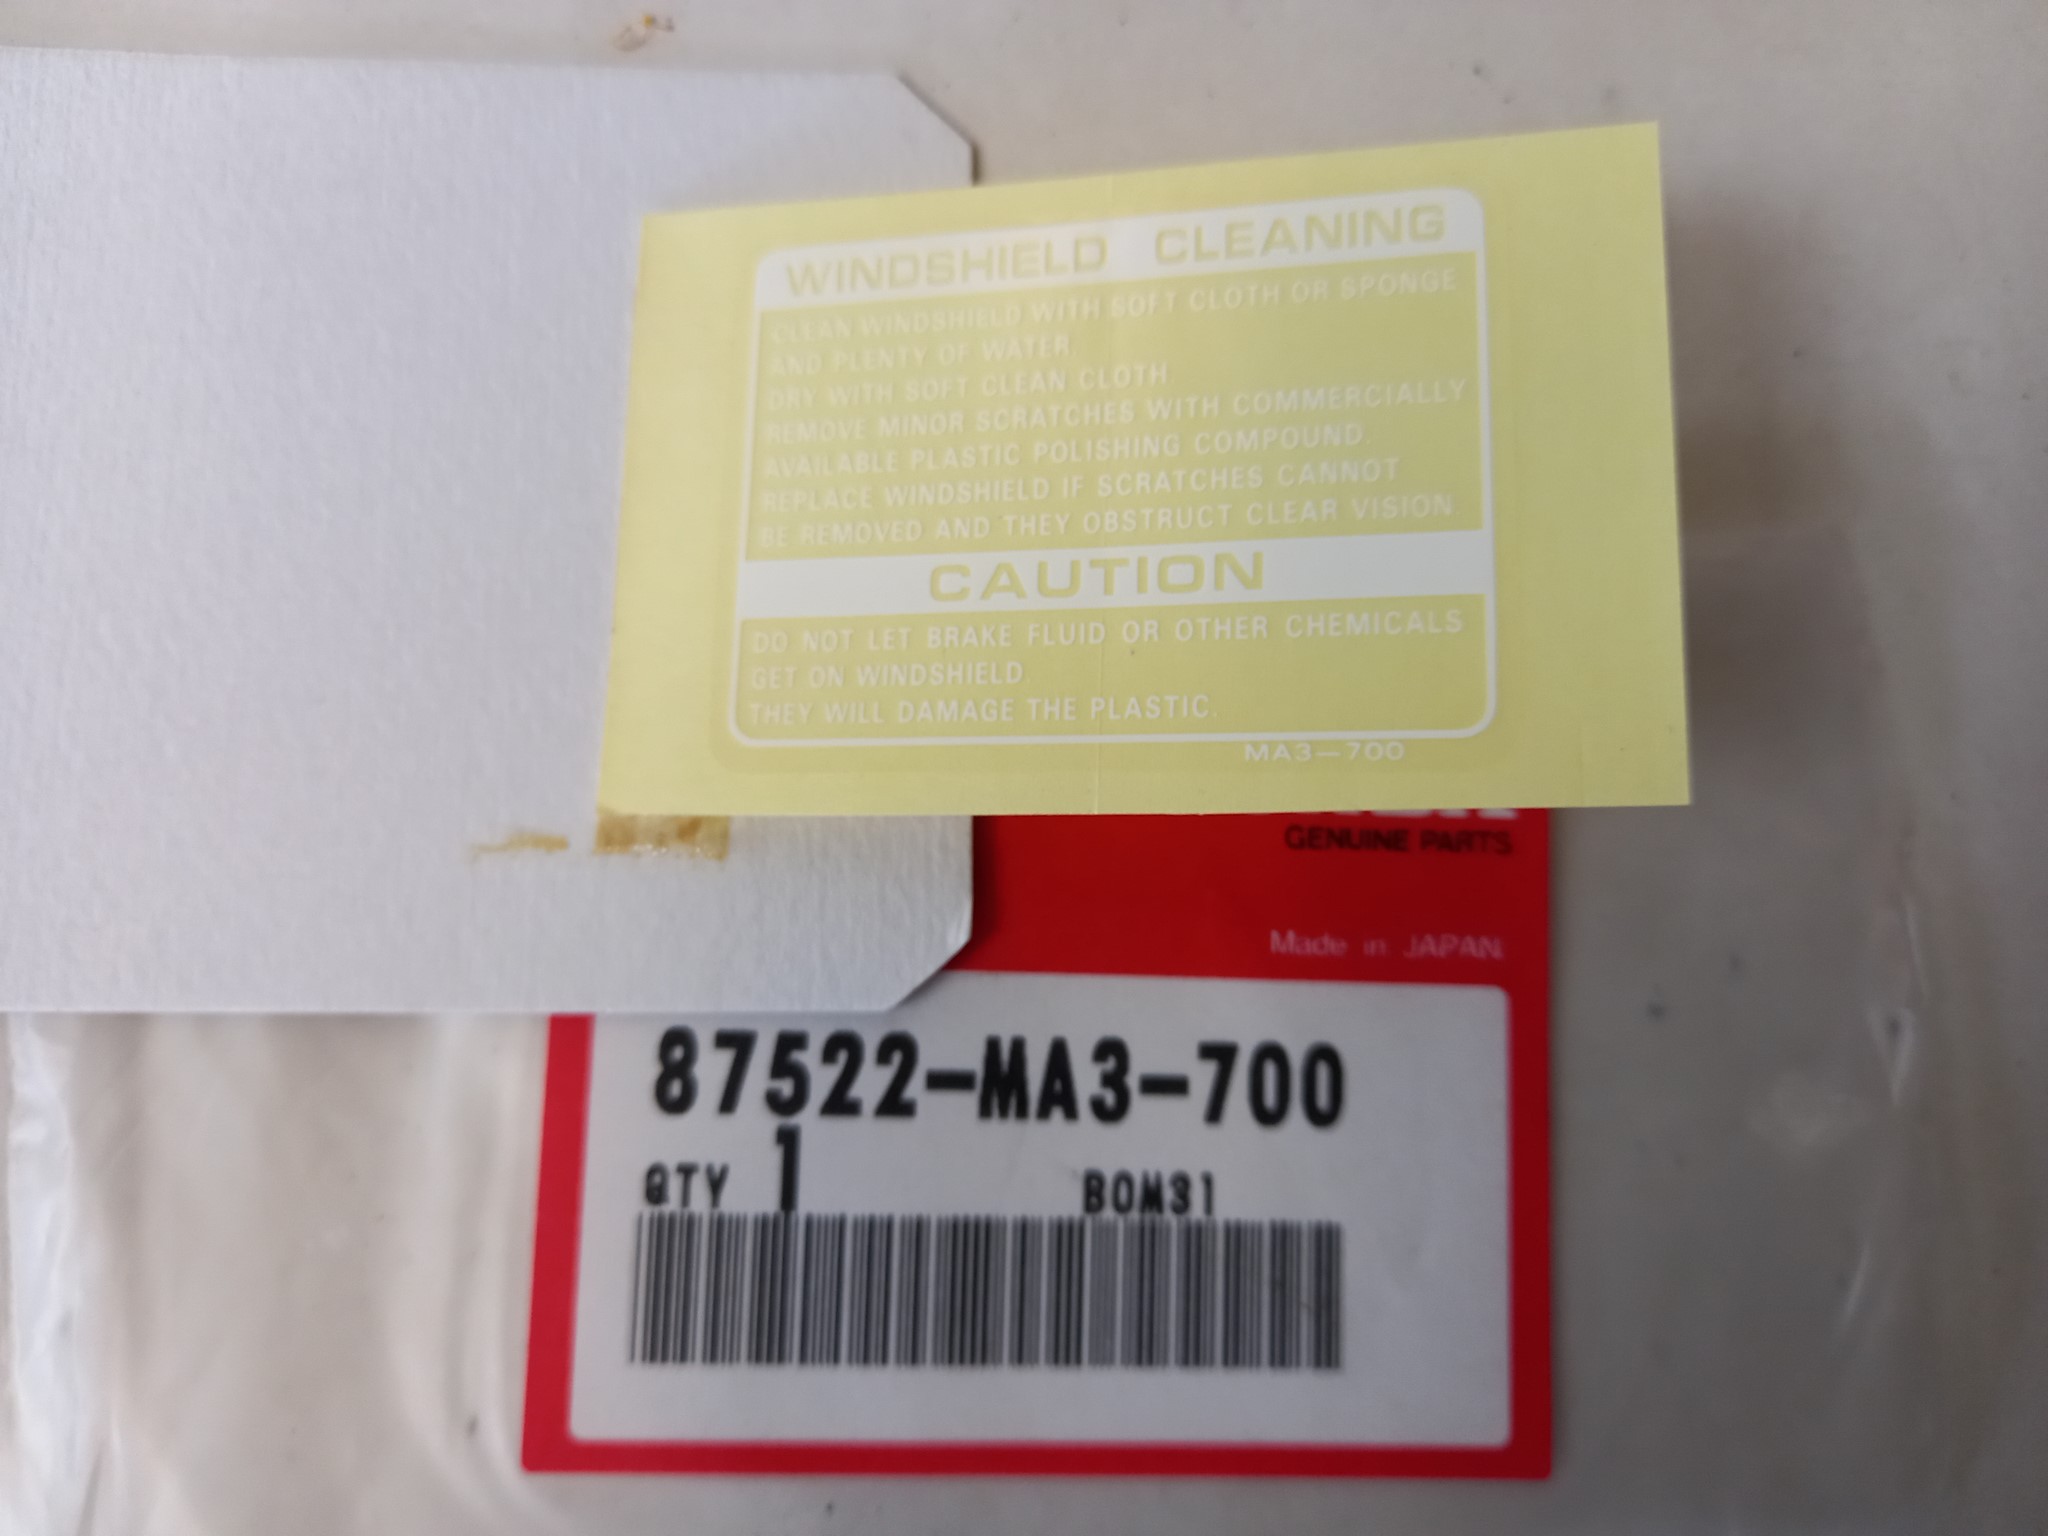 WINDSHIELD CLEANING
CLEAN WINDSHIELD WITH SOFT CLOTH OR SPONGE
AND PLENTY OF WATER.
DRY WITH SOFT CLEAN CLOTH.
REMOVE MINOR SCRATCHES WITH COMMERCIALLY
AVAILABLE PLASTIC POLISHING COMPOUND.
REPLACE WINDSHIELD IF SCRATCHES CANNOT
BE REMOVED AND THEY OBSTRUCT CLEAR VISION.
CAUTION
DO NOT LET BRAKE FLUID OR OTHER CHEMICALS
GET ON WINDSHIELD.
THEY WILL DAMAGE THE PLASTIC.
MA3-700
GENUINE PARTS
Made in JAPAN
87522-MA3-700
QTY 1